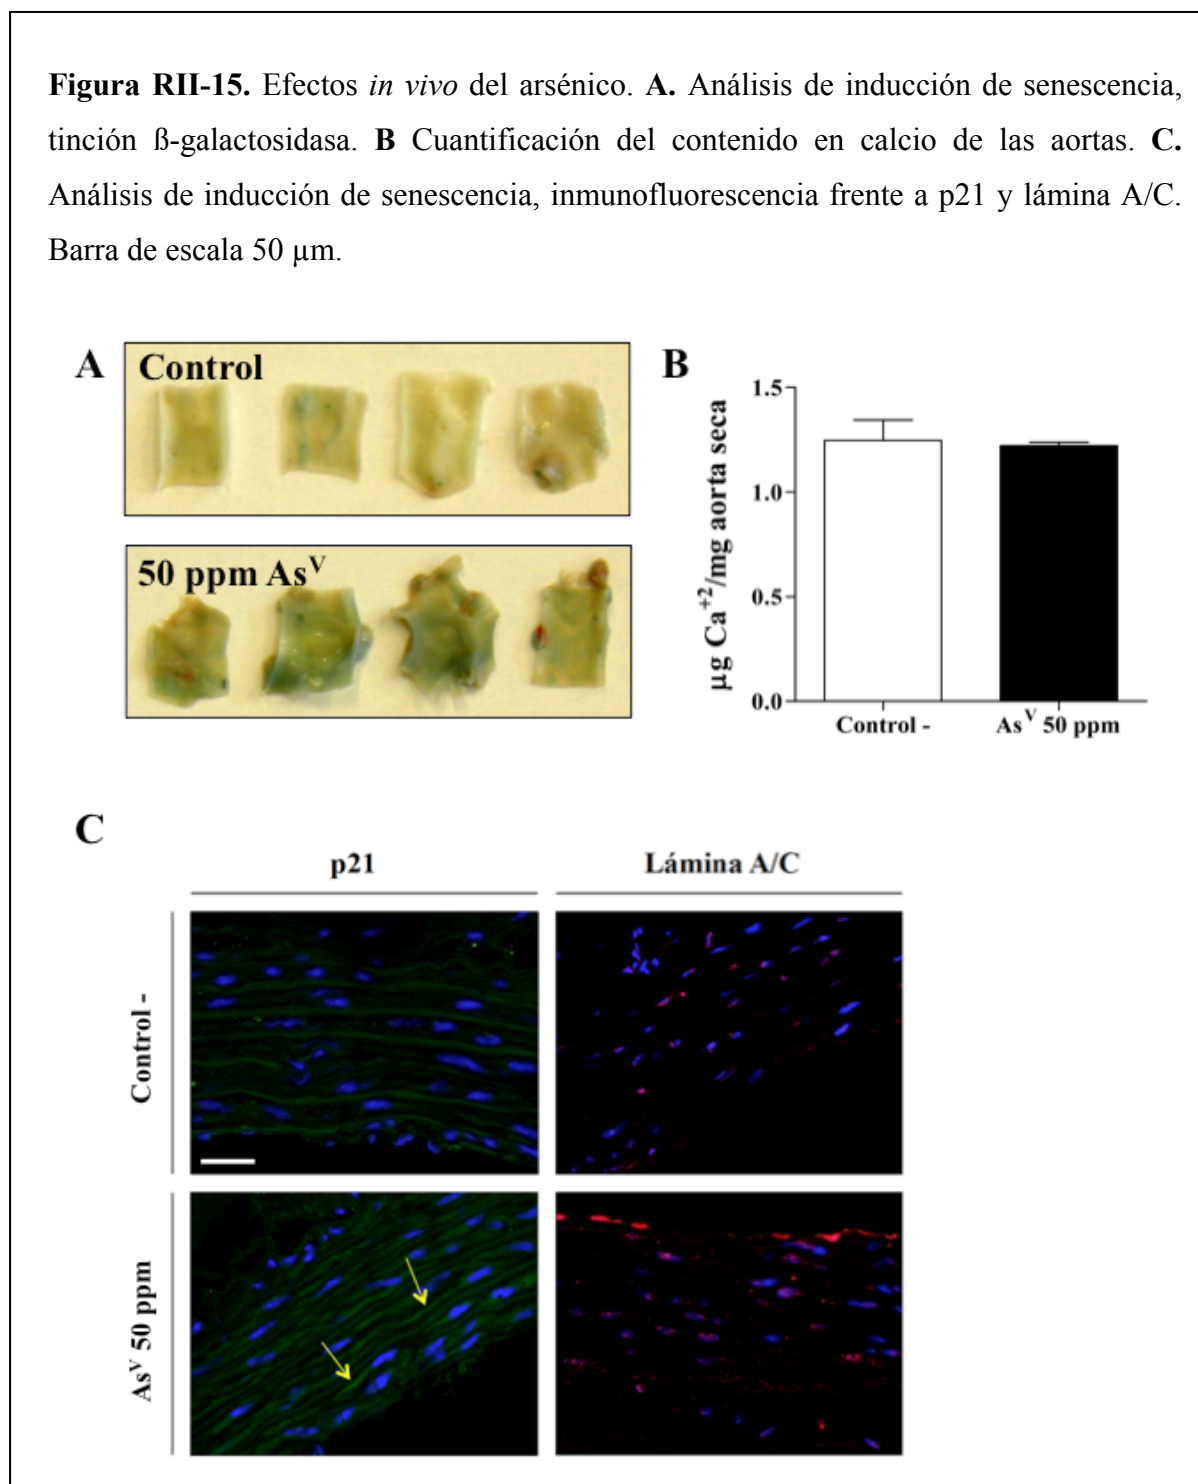 Figura RII-15. Efectos in vivo del arsénico. A. Análisis de inducción de senescencia,
tinción ß-galactosidasa. B Cuantificación del contenido en calcio de las aortas. C.
Análisis de inducción de senescencia, inmunofluorescencia frente a p21 y lámina A/C.
Barra de escala 50 µm.
A
Control
50 ppm Asⱽ
B
µg Ca⁺²/mg aorta seca
1.5
1.0
0.5
0.0
Control -
Asⱽ 50 ppm
C
p21
Lámina A/C
Control -
Asⱽ 50 ppm